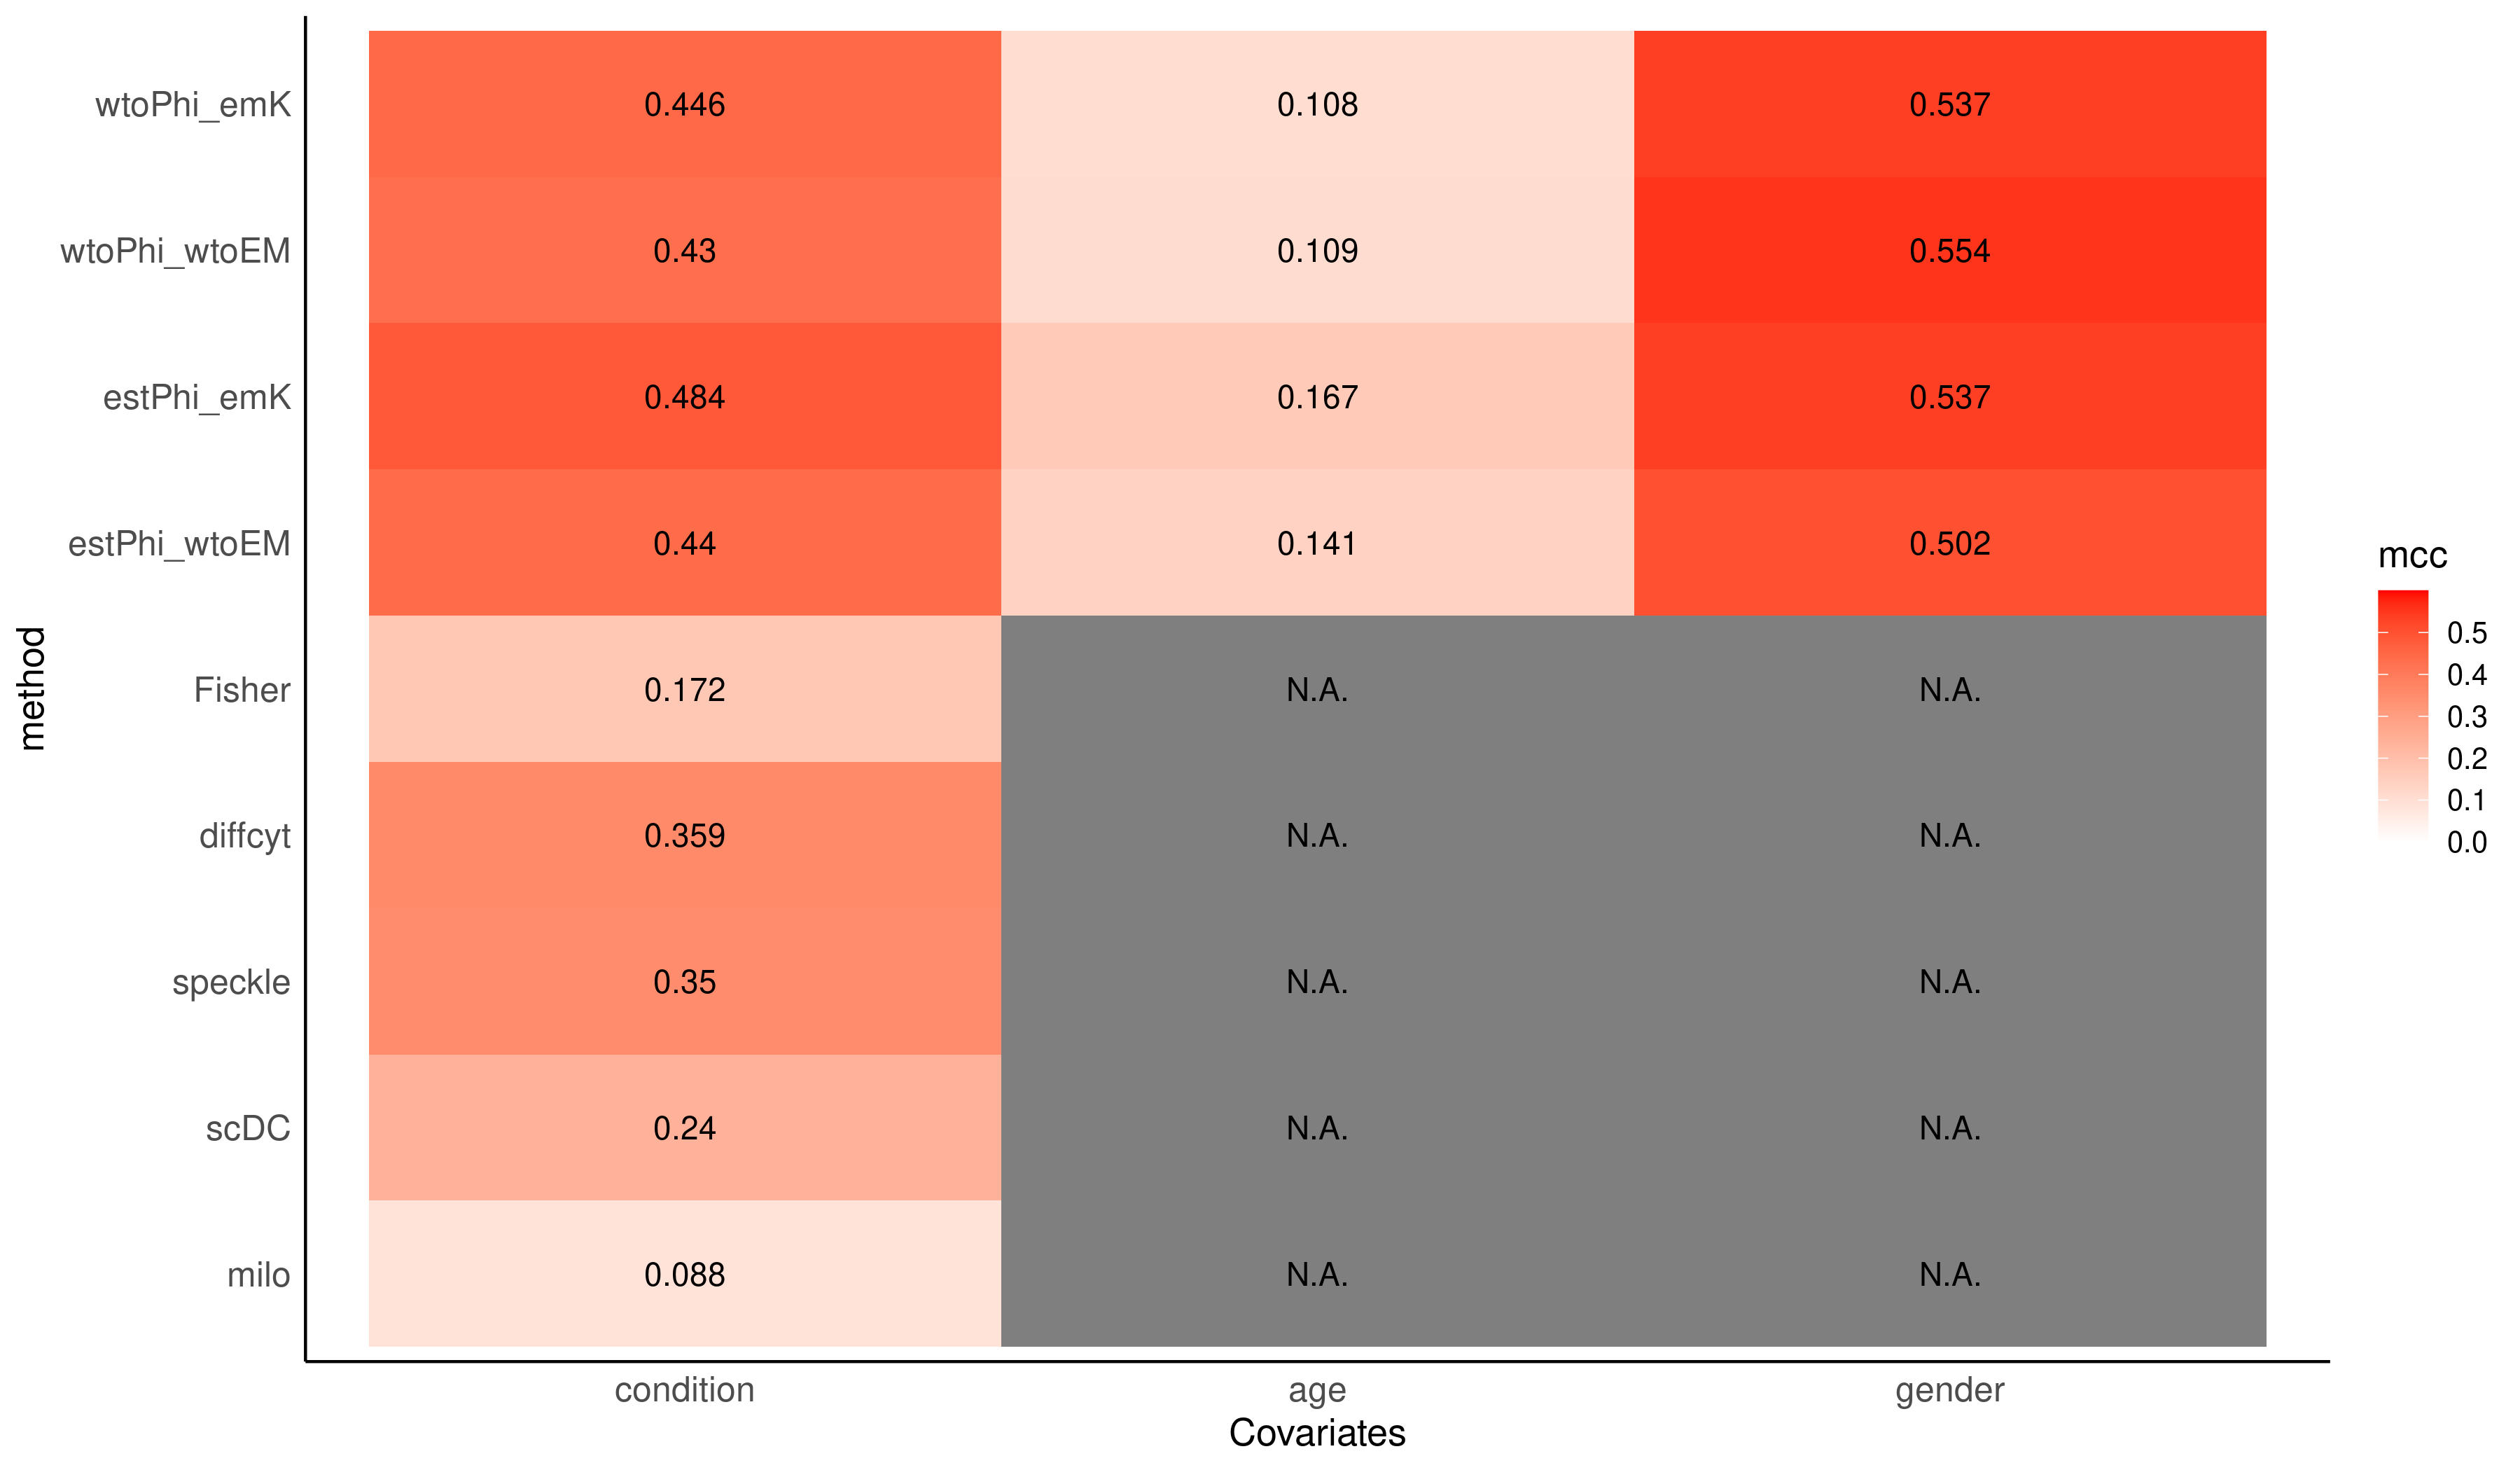 method
wtoPhi_emK 0.446 0.108 0.537
wtoPhi_wtoEM 0.43 0.109 0.554
estPhi_emK 0.484 0.167 0.537
estPhi_wtoEM 0.44 0.141 0.502
Fisher 0.172 N.A. N.A.
diffcyt 0.359 N.A. N.A.
speckle 0.35 N.A. N.A.
scDC 0.24 N.A. N.A.
milo 0.088 N.A. N.A.
condition age gender
Covariates
mcc
0.5
0.4
0.3
0.2
0.1
0.0